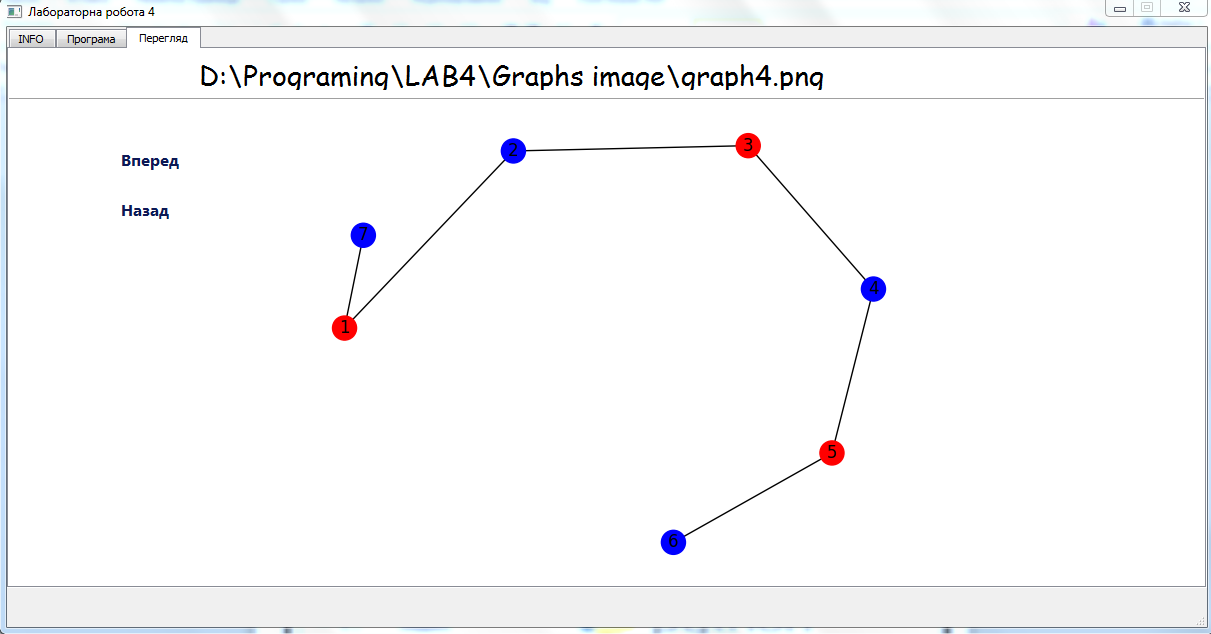 Лабораторна робота 4
INFO Програма Перегляд
D:\Programing\LAB4\Graphs image\graph4.png
Вперед
Назад
2
3
7
4
1
5
6